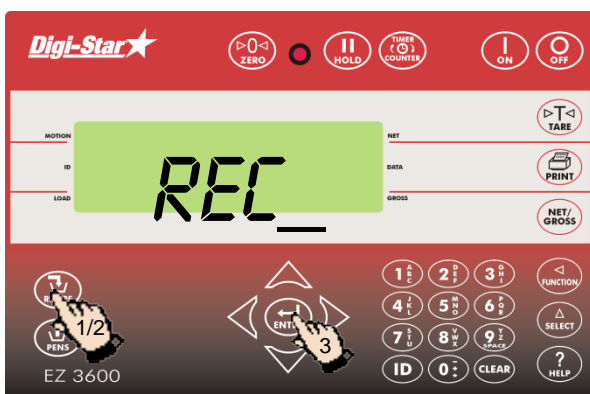 Digi-Star
▷0◁
ZERO
HOLD
TIMER
COUNTER
ON
OFF
MOTION
ID
LOAD
REC_
NET
DATA
GROSS
▷T◁
TARE
PRINT
NET/
GROSS
1/2
PENS
ENT
3
1 A B C
2 D E F
3 G H I
4 J K L
5 M N O
6 P Q R
7 S T U
8 V W X
9 Y Z SPACE
ID
0 - . +
CLEAR
◁
FUNCTION
△
SELECT
?
HELP
EZ 3600